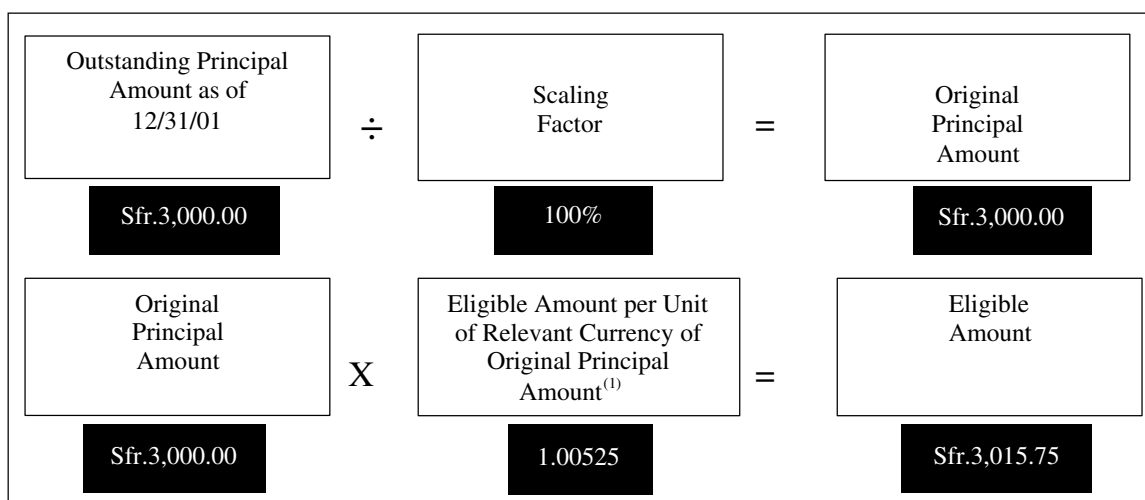 Outstanding Principal
Amount as of
12/31/01
÷
Scaling
Factor
=
Original
Principal
Amount
Sfr.3,000.00
100%
Sfr.3,000.00
Original
Principal
Amount
X
Eligible Amount per Unit
of Relevant Currency of
Original Principal
Amount(1)
=
Eligible
Amount
Sfr.3,000.00
1.00525
Sfr.3,015.75